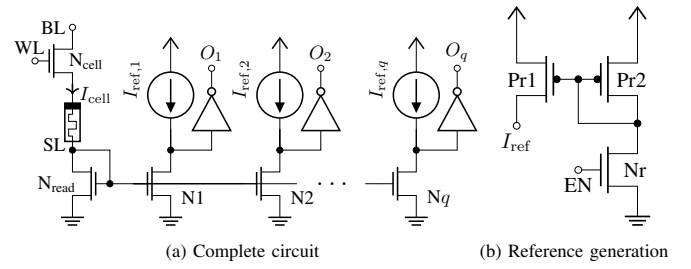 BL
WL
N_cell
I_cell
SL
N_read
I_ref,1
O_1
N1
I_ref,2
O_2
N2
· · ·
I_ref,q
O_q
Nq
(a) Complete circuit
Pr1
Pr2
I_ref
EN
Nr
(b) Reference generation